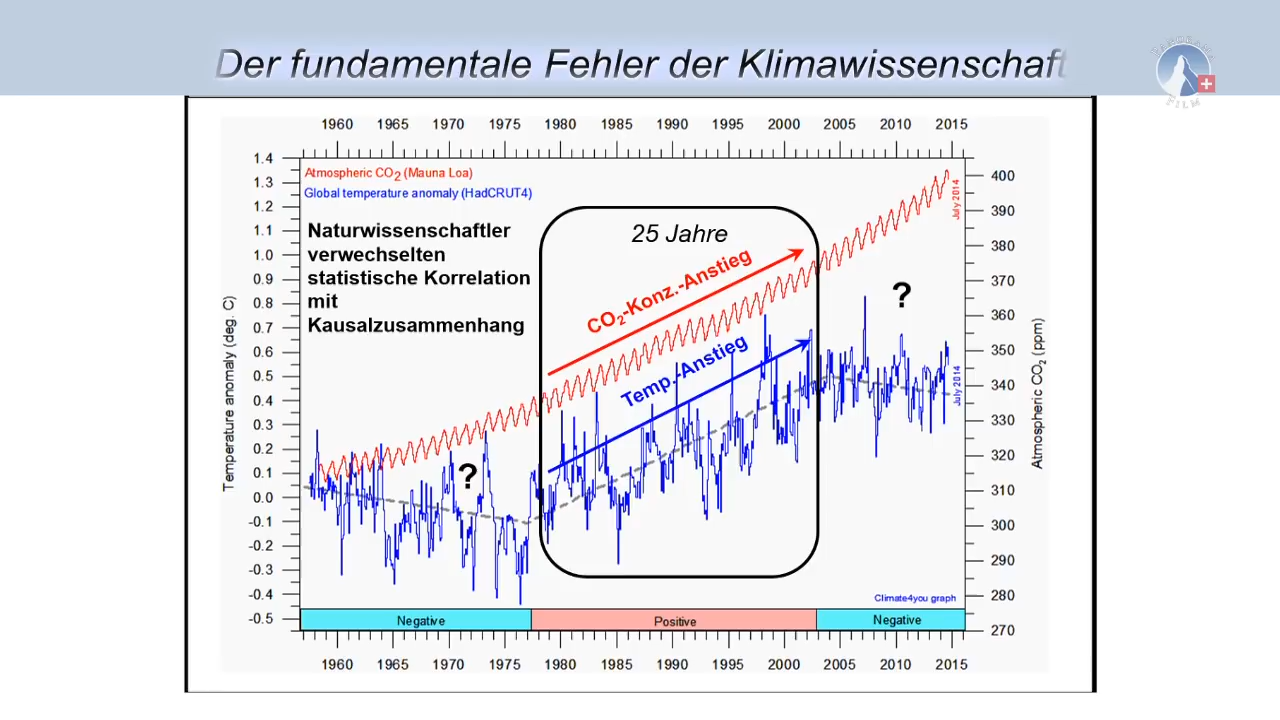 Der fundamentale Fehler der Klimawissenschaft
PANORAMA
FILM
1960 1965 1970 1975 1980 1985 1990 1995 2000 2005 2010 2015
Atmospheric CO2 (Mauna Loa)
Global temperature anomaly (HadCRUT4)
Naturwissenschaftler
verwechselten
statistische Korrelation
mit
Kausalzusammenhang
25 Jahre
CO2-Konz.-Anstieg
Temp.-Anstieg
?
?
July 2014
July 2014
Temperature anomaly (deg. C)
1.4
1.3
1.2
1.1
1.0
0.9
0.8
0.7
0.6
0.5
0.4
0.3
0.2
0.1
0.0
-0.1
-0.2
-0.3
-0.4
-0.5
Atmospheric CO2 (ppm)
400
390
380
370
360
350
340
330
320
310
300
290
280
270
Climate4you graph
Negative Positive Negative
1960 1965 1970 1975 1980 1985 1990 1995 2000 2005 2010 2015